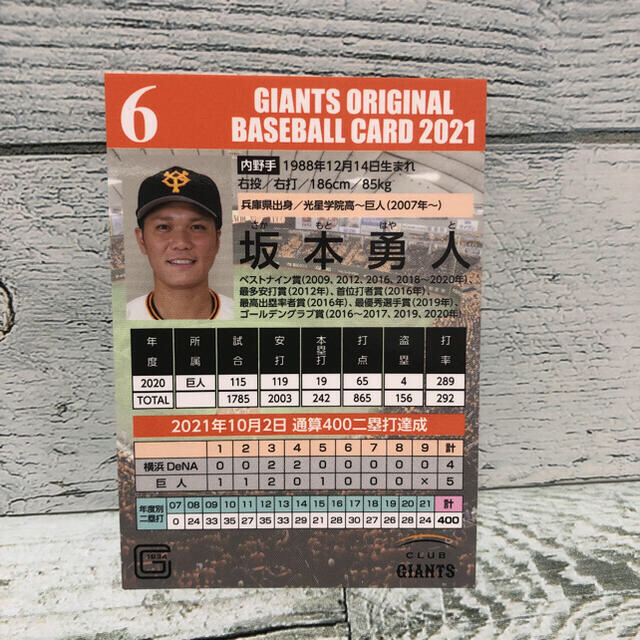 6
GIANTS ORIGINAL
BASEBALL CARD 2021
内野手 1988年12月14日生まれ
右投/右打/186cm/85kg
兵庫県出身/光星学院高〜巨人(2007年〜)
さか もと はや と
坂本勇人
ベストナイン賞(2009、2012、2016、2018〜2020年)、
最多安打賞(2012年)、首位打者賞(2016年)、
最高出塁率者賞(2016年)、最優秀選手賞(2019年)、
ゴールデングラブ賞(2016〜2017、2019、2020年)
年度 所属 試合 安打 本塁打 打点 盗塁 打率
2020 巨人 115 119 19 65 4 289
TOTAL 1785 2003 242 865 156 292
2021年10月2日 通算400二塁打達成
1 2 3 4 5 6 7 8 9 計
横浜DeNA 0 0 2 2 0 0 0 0 0 4
巨人 1 1 2 0 1 0 0 0 × 5
年度別二塁打 07 08 09 10 11 12 13 14 15 16 17 18 19 20 21 計
0 24 33 35 27 35 33 29 21 28 30 27 26 28 24 400
G 1934
CLUB
GIANTS
YG